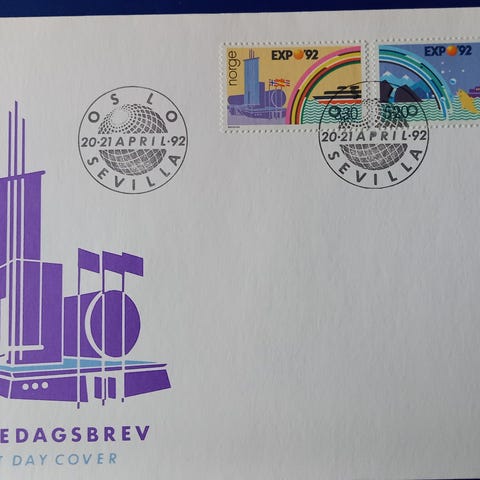 norge
EXPO'92
EXPO'92
OSLO
20-21 APRIL·92
SEVILLA
OSLO
20-21 APRIL·92
SEVILLA
EDAGSBREV
T DAY COVER